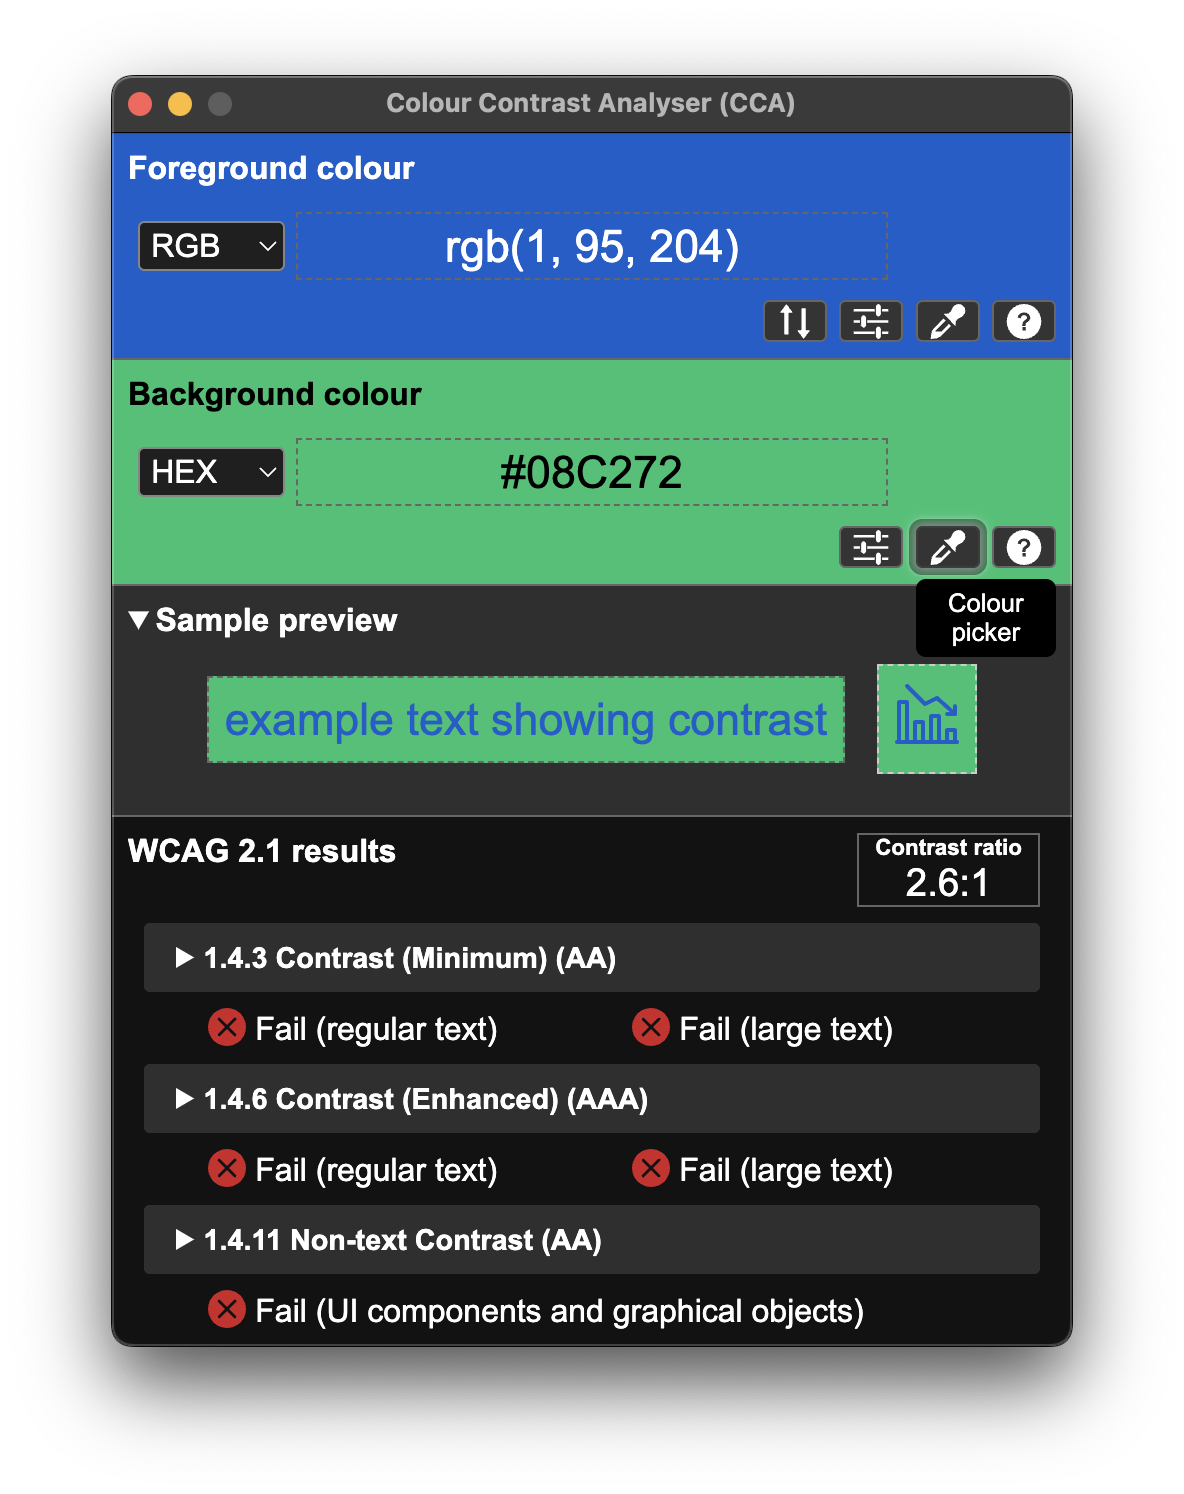 Colour Contrast Analyser (CCA)
Foreground colour
RGB
rgb(1, 95, 204)
?
Background colour
HEX
#08C272
?
Colour
picker
Sample preview
example text showing contrast
WCAG 2.1 results
Contrast ratio
2.6:1
1.4.3 Contrast (Minimum) (AA)
Fail (regular text) Fail (large text)
1.4.6 Contrast (Enhanced) (AAA)
Fail (regular text) Fail (large text)
1.4.11 Non-text Contrast (AA)
Fail (UI components and graphical objects)